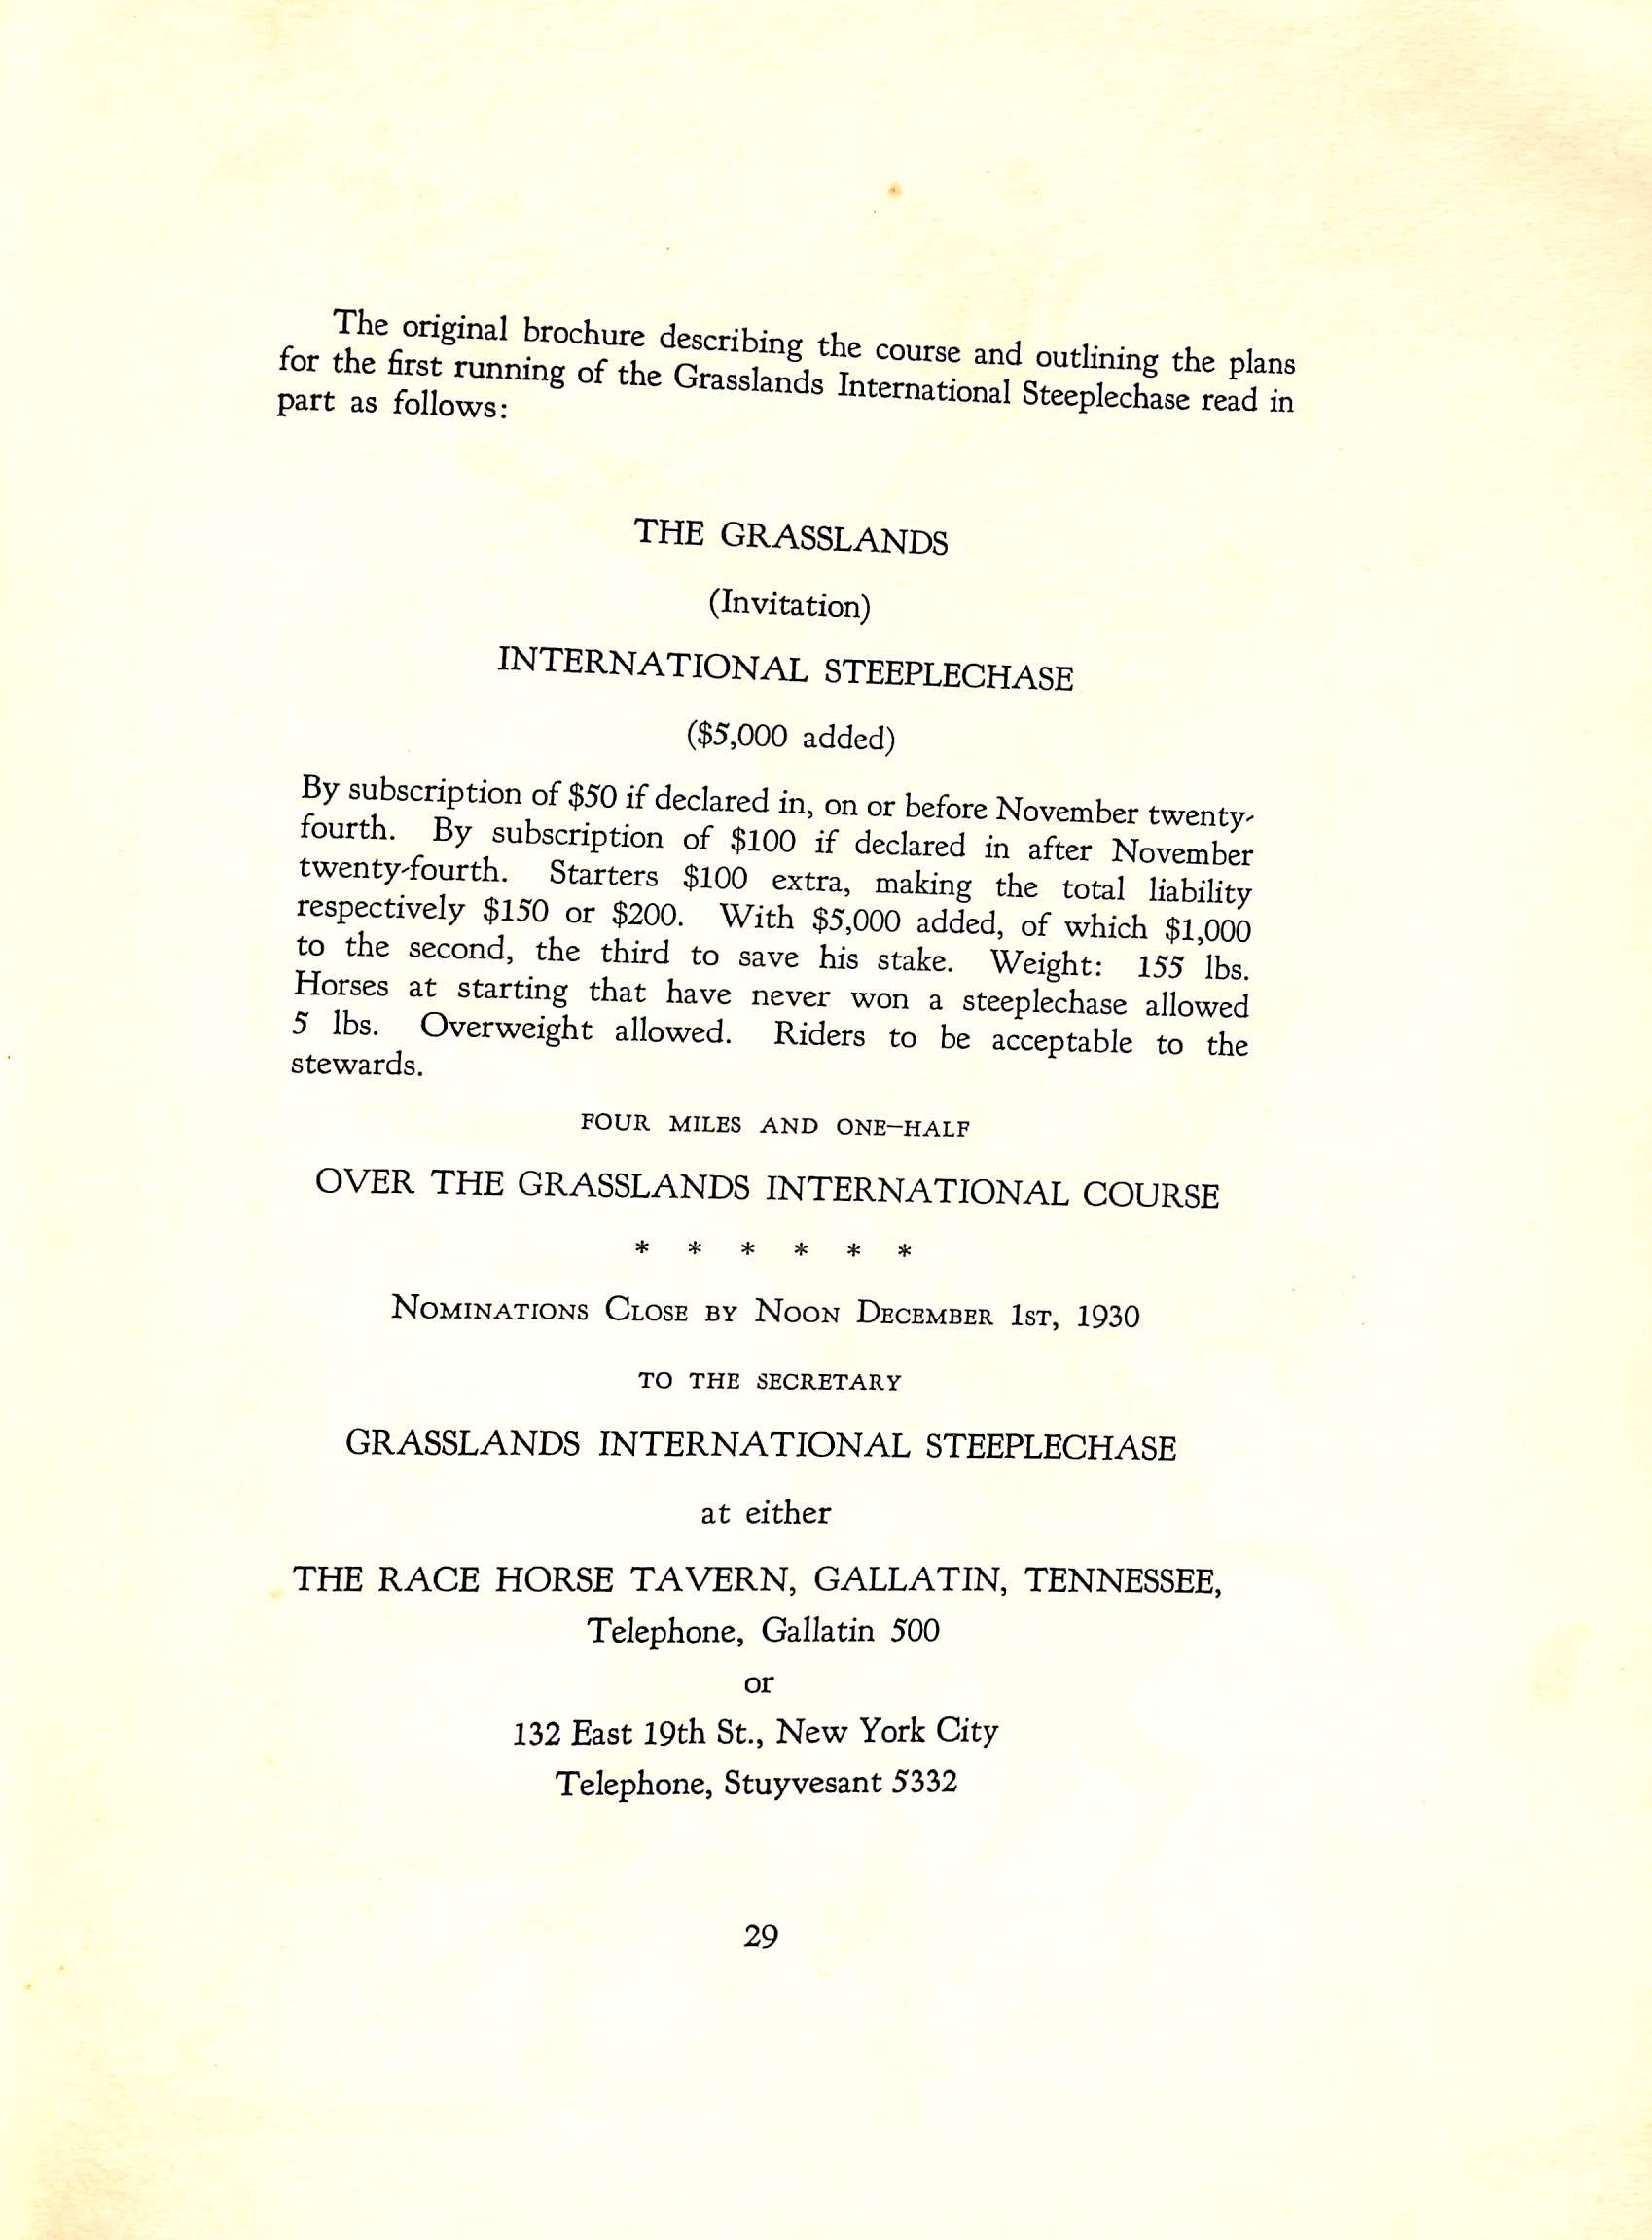 The original brochure describing the course and outlining the plans
for the first running of the Grasslands International Steeplechase read in
part as follows:
THE GRASSLANDS
(Invitation)
INTERNATIONAL STEEPLECHASE
($5,000 added)
By subscription of $50 if declared in, on or before November twenty-
fourth. By subscription of $100 if declared in after November
twenty-fourth. Starters $100 extra, making the total liability
respectively $150 or $200. With $5,000 added, of which $1,000
to the second, the third to save his stake. Weight: 155 lbs.
Horses at starting that have never won a steeplechase allowed
5 lbs. Overweight allowed. Riders to be acceptable to the
stewards.
FOUR MILES AND ONE-HALF
OVER THE GRASSLANDS INTERNATIONAL COURSE
* * * * * *
NOMINATIONS CLOSE BY NOON DECEMBER 1ST, 1930
TO THE SECRETARY
GRASSLANDS INTERNATIONAL STEEPLECHASE
at either
THE RACE HORSE TAVERN, GALLATIN, TENNESSEE,
Telephone, Gallatin 500
or
132 East 19th St., New York City
Telephone, Stuyvesant 5332
29